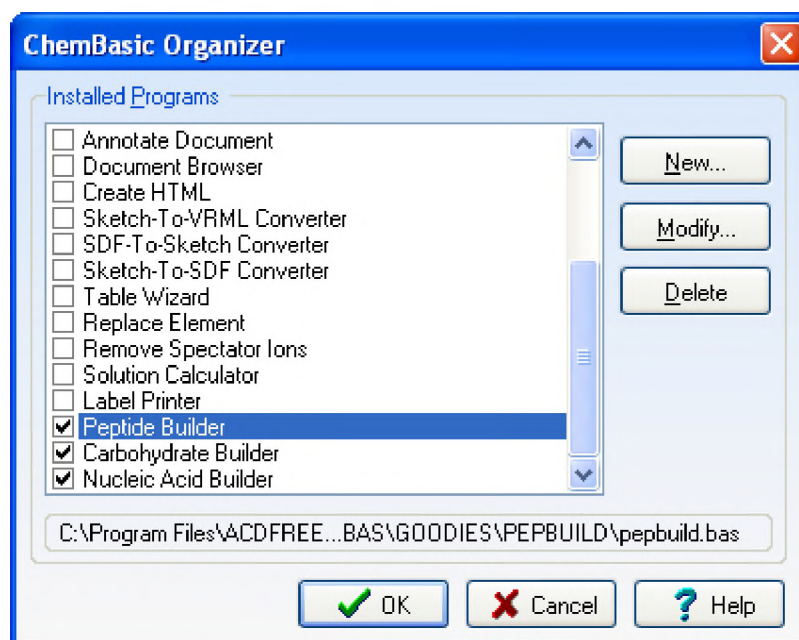 ChemBasic Organizer
Installed Programs
Annotate Document
Document Browser
Create HTML
Sketch-To-VRML Converter
SDF-To-Sketch Converter
Sketch-To-SDF Converter
Table Wizard
Replace Element
Remove Spectator Ions
Solution Calculator
Label Printer
Peptide Builder
Carbohydrate Builder
Nucleic Acid Builder
New...
Modify...
Delete
C:\Program Files\ACDFREE...BAS\GOODIES\PEPBUILD\pepbuild.bas
OK
Cancel
Help